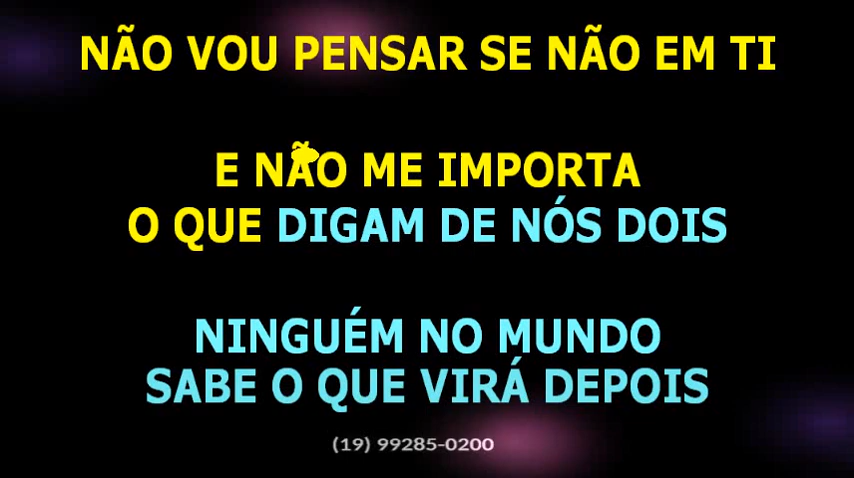 NÃO VOU PENSAR SE NÃO EM TI
E NÃO ME IMPORTA
O QUE DIGAM DE NÓS DOIS
NINGUÉM NO MUNDO
SABE O QUE VIRÁ DEPOIS
(19) 99285-0200